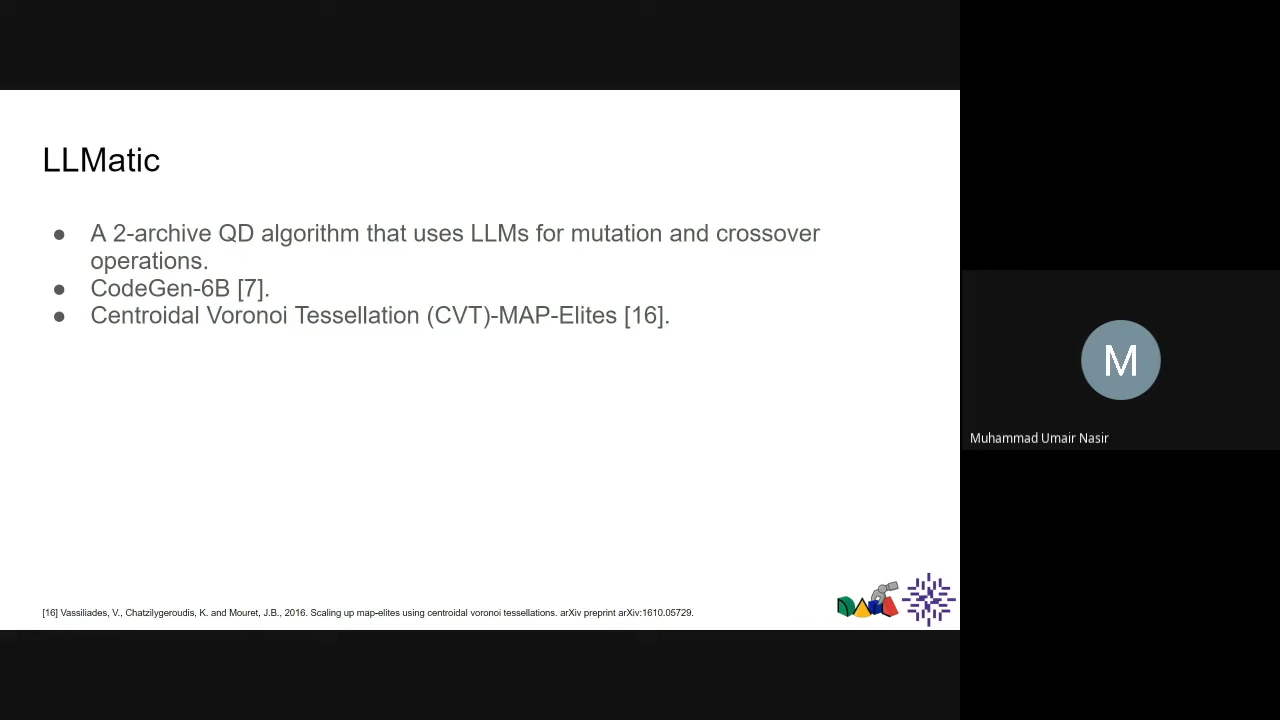 LLMatic
● A 2-archive QD algorithm that uses LLMs for mutation and crossover
operations.
● CodeGen-6B [7].
● Centroidal Voronoi Tessellation (CVT)-MAP-Elites [16].
M
Muhammad Umair Nasir
[16] Vassiliades, V., Chatzilygeroudis, K. and Mouret, J.B., 2016. Scaling up map-elites using centroidal voronoi tessellations. arXiv preprint arXiv:1610.05729.